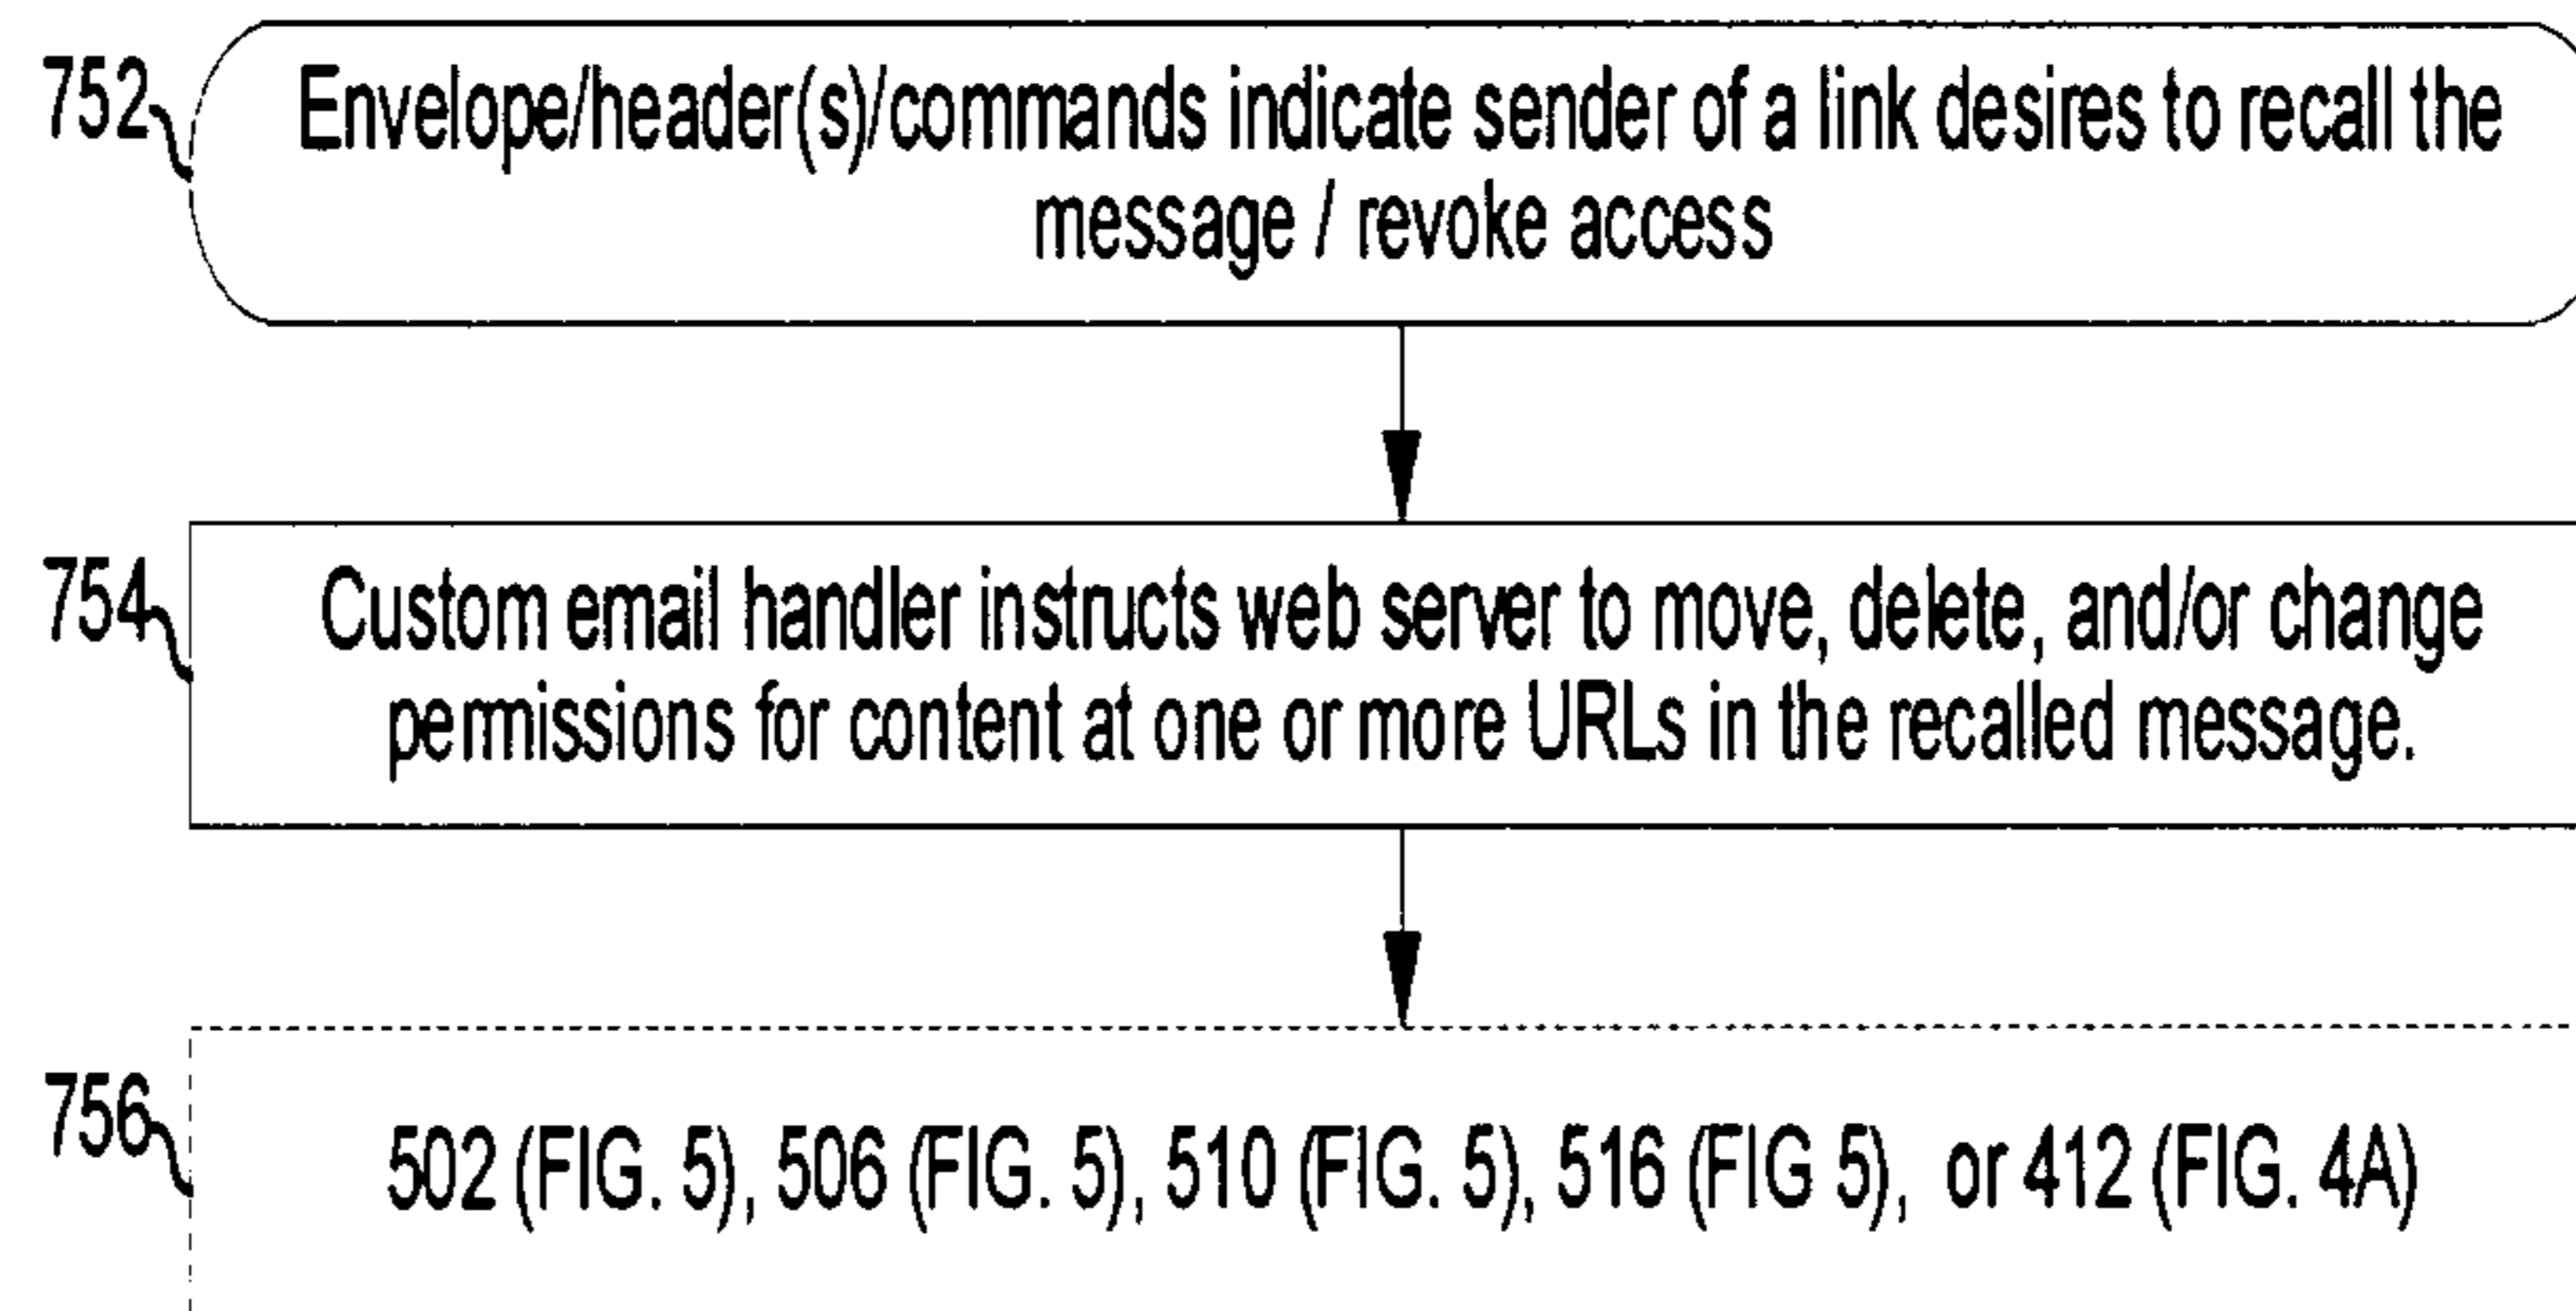 752
Envelope/header(s)/commands indicate sender of a link desires to recall the
message / revoke access
754
Custom email handler instructs web server to move, delete, and/or change
permissions for content at one or more URLs in the recalled message.
756
502 (FIG. 5), 506 (FIG. 5), 510 (FIG. 5), 516 (FIG 5), or 412 (FIG. 4A)